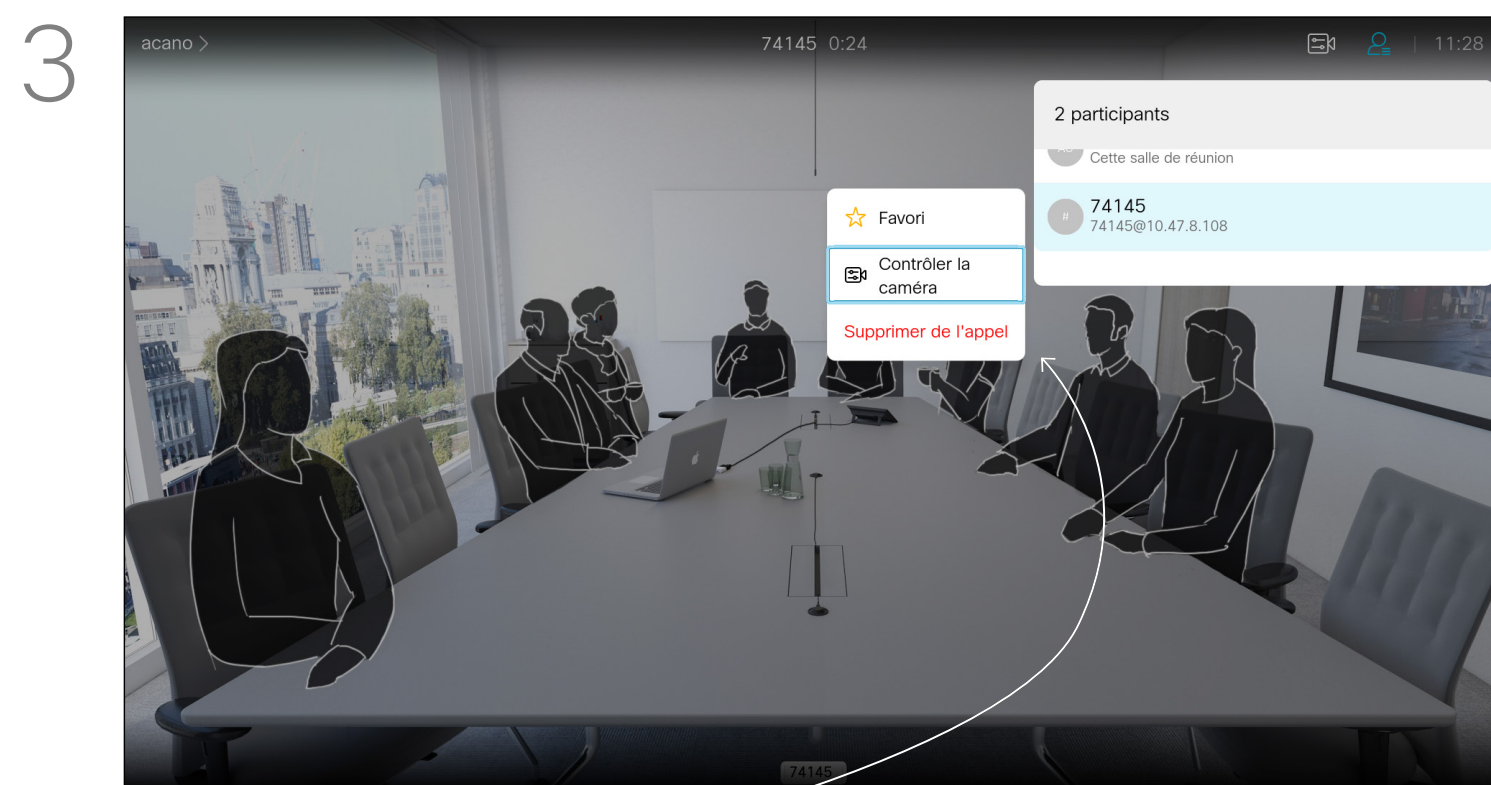 3
acano >
74145 0:24
11:28
2 participants
Cette salle de réunion
74145
#
74145@10.47.8.108
Favori
Contrôler la
caméra
Supprimer de l'appel
74145